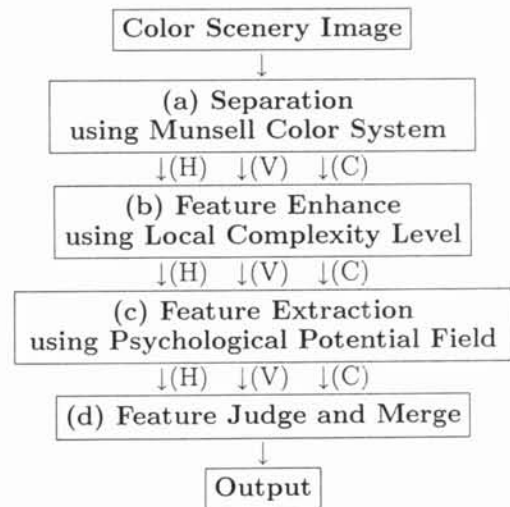 Color Scenery Image
↓
(a) Separation
using Munsell Color System
↓(H) ↓(V) ↓(C)
(b) Feature Enhance
using Local Complexity Level
↓(H) ↓(V) ↓(C)
(c) Feature Extraction
using Psychological Potential Field
↓(H) ↓(V) ↓(C)
(d) Feature Judge and Merge
↓
Output